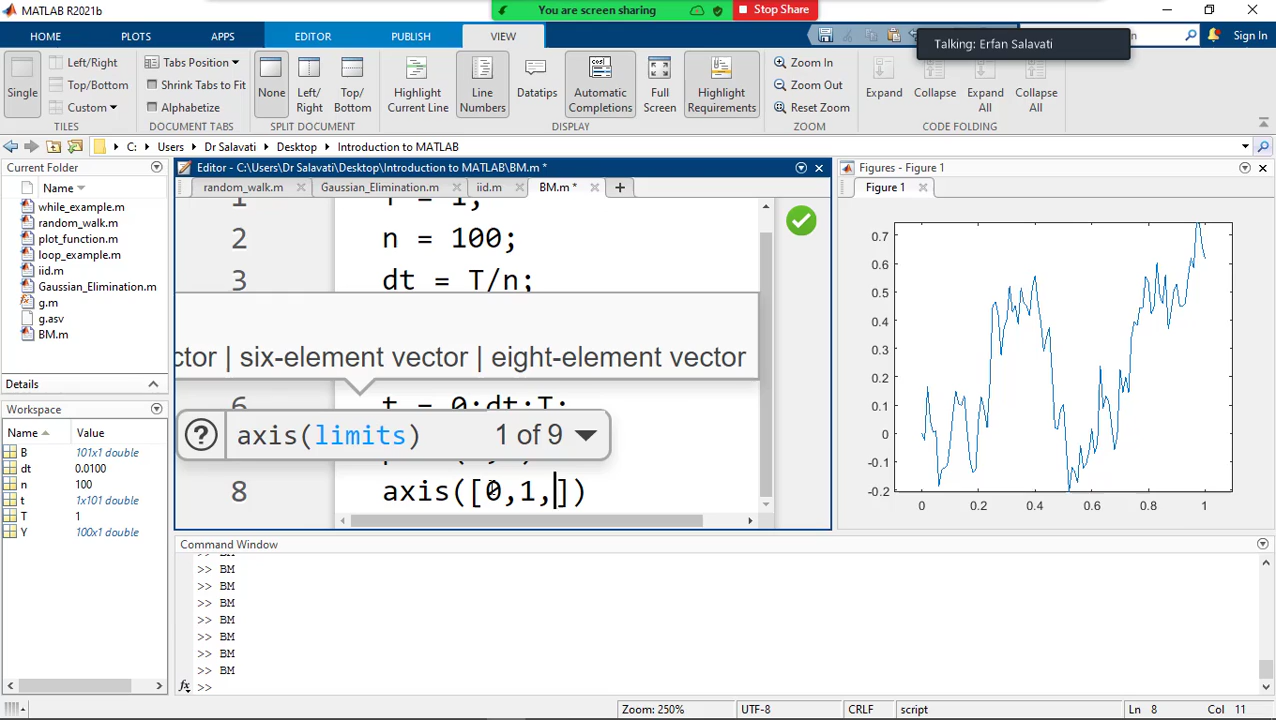 MATLAB R2021b
You are screen sharing
Stop Share
HOME PLOTS APPS EDITOR PUBLISH VIEW
Sign In
Talking: Erfan Salavati
Single
Left/Right
Top/Bottom
Custom
Tabs Position
Shrink Tabs to Fit
Alphabetize
None
Left/
Right
Top/
Bottom
Highlight
Current Line
Line
Numbers
Datatips
Automatic
Completions
Full
Screen
Highlight
Requirements
Zoom In
Zoom Out
Reset Zoom
Expand
Collapse
Expand
All
Collapse
All
TILES DOCUMENT TABS SPLIT DOCUMENT DISPLAY ZOOM CODE FOLDING
C: Users Dr Salavati Desktop Introduction to MATLAB
Current Folder
Name
while_example.m
random_walk.m
plot_function.m
loop_example.m
iid.m
Gaussian_Elimination.m
g.m
g.asv
BM.m
Details
Workspace
Name Value
B 101x1 double
dt 0.0100
n 100
t 1x101 double
T 1
Y 100x1 double
Editor - C:\Users\Dr Salavati\Desktop\Introduction to MATLAB\BM.m *
random_walk.m Gaussian_Elimination.m iid.m BM.m *
2 n = 100;
3 dt = T/n;
ctor | six-element vector | eight-element vector
6 t = 0:dt:T;
axis(limits) 1 of 9
8 axis([0,1,])
Figures - Figure 1
Figure 1
0.7
0.6
0.5
0.4
0.3
0.2
0.1
0
-0.1
-0.2
0 0.2 0.4 0.6 0.8 1
Command Window
>> BM
>> BM
>> BM
>> BM
>> BM
>> BM
>> BM
>> BM
fx >>
Zoom: 250% UTF-8 CRLF script Ln 8 Col 11